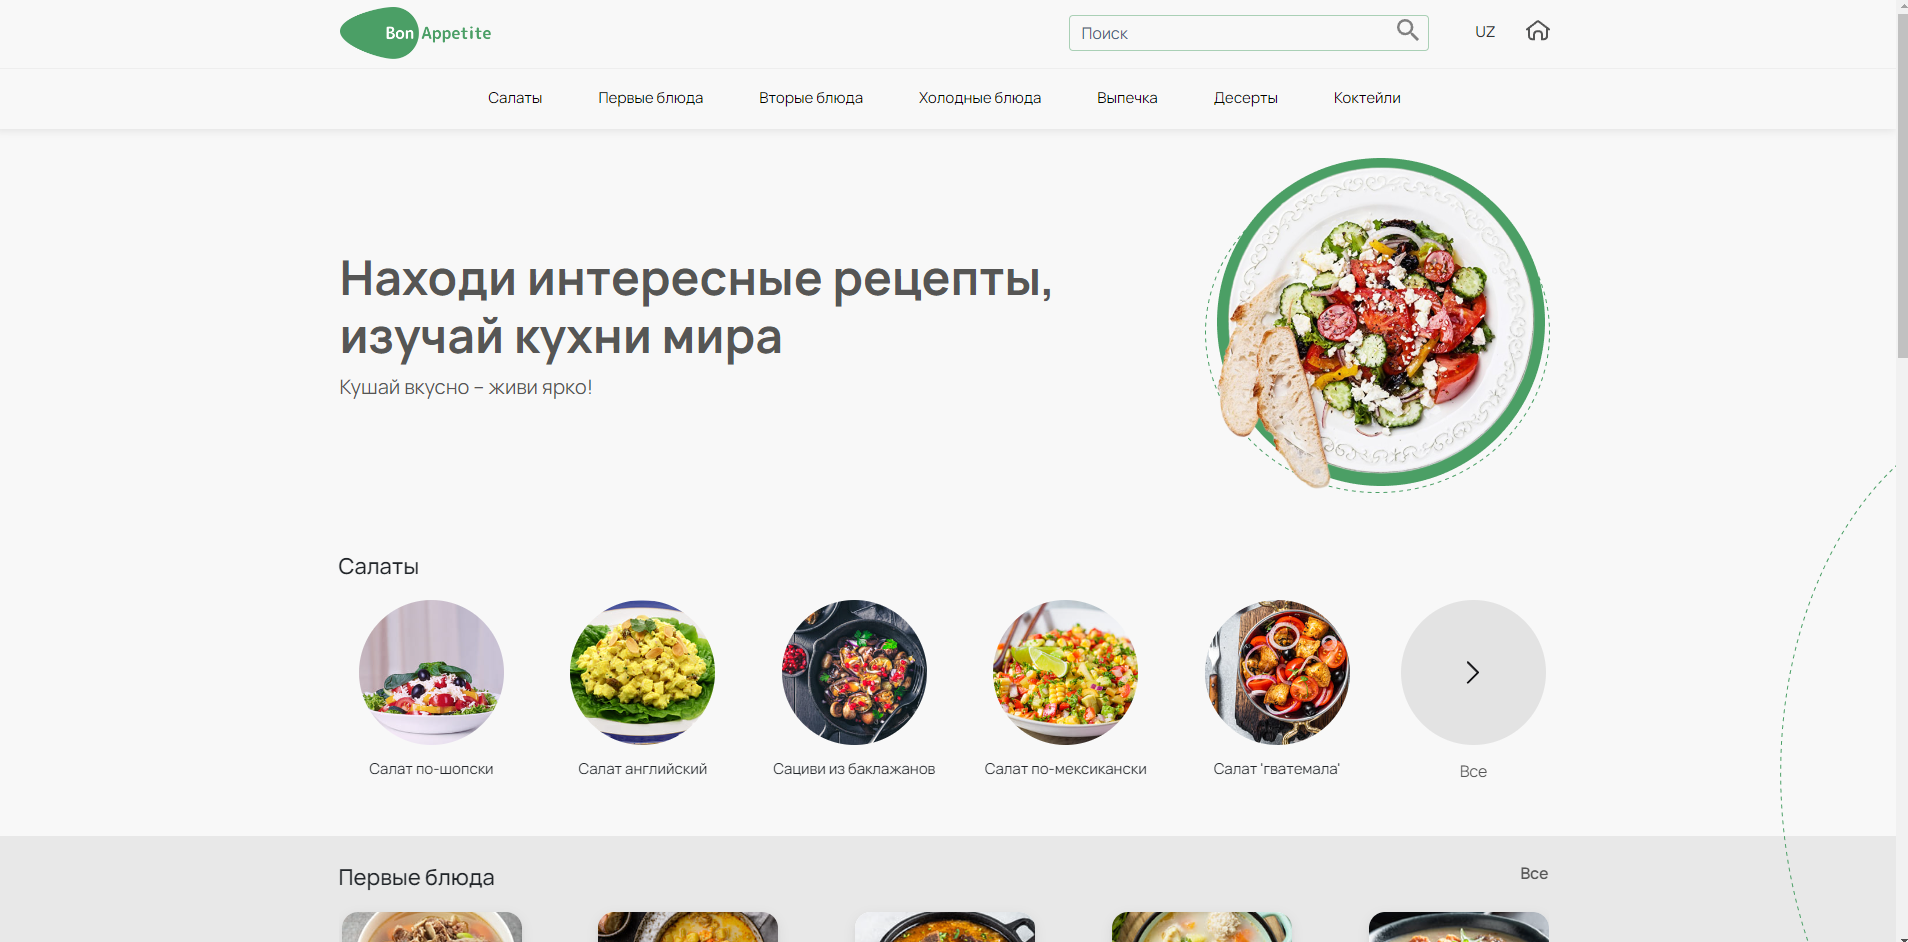 Bon Appetite
Поиск
UZ
Салаты
Первые блюда
Вторые блюда
Холодные блюда
Выпечка
Десерты
Коктейли
Находи интересные рецепты,
изучай кухни мира
Кушай вкусно – живи ярко!
Салаты
Салат по-шопски
Салат английский
Сациви из баклажанов
Салат по-мексикански
Салат 'гватемала'
Все
Первые блюда
Все